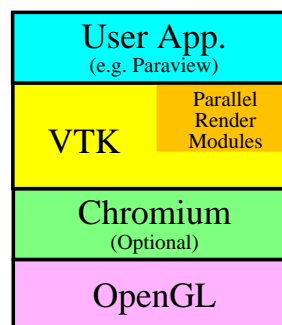 User App.
(e.g. Paraview)
Parallel
Render
Modules
VTK
Chromium
(Optional)
OpenGL